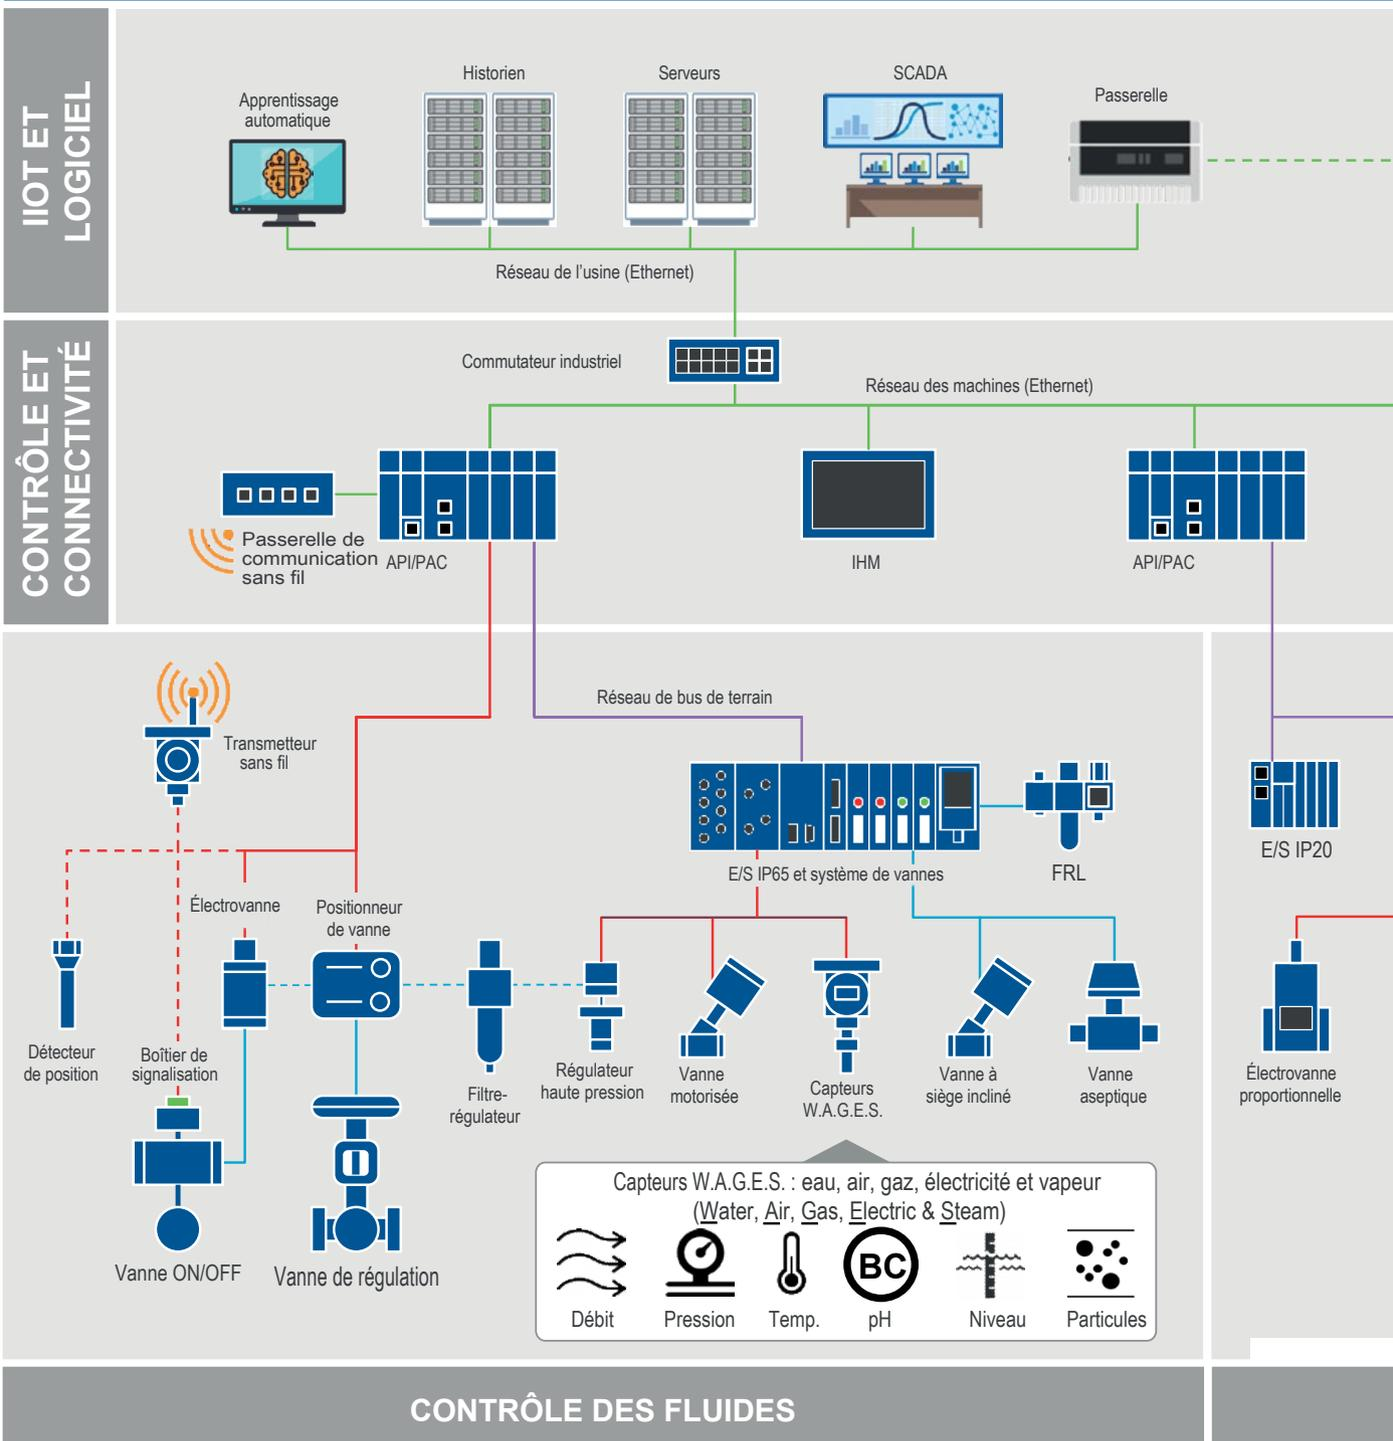 IIOT ET
LOGICIEL
Apprentissage
automatique
Historien
Serveurs
SCADA
Passerelle
Réseau de l’usine (Ethernet)
CONTRÔLE ET
CONNECTIVITÉ
Commutateur industriel
Réseau des machines (Ethernet)
Passerelle de
communication
sans fil
API/PAC
IHM
API/PAC
Transmetteur
sans fil
Réseau de bus de terrain
E/S IP65 et système de vannes
FRL
E/S IP20
Électrovanne
Positionneur
de vanne
Détecteur
de position
Boîtier de
signalisation
Filtre-
régulateur
Régulateur
haute pression
Vanne
motorisée
Capteurs
W.A.G.E.S.
Vanne à
siège incliné
Vanne
aseptique
Électrovanne
proportionnelle
Vanne ON/OFF
Vanne de régulation
Capteurs W.A.G.E.S. : eau, air, gaz, électricité et vapeur
(Water, Air, Gas, Electric & Steam)
BC
Débit
Pression
Temp.
pH
Niveau
Particules
CONTRÔLE DES FLUIDES